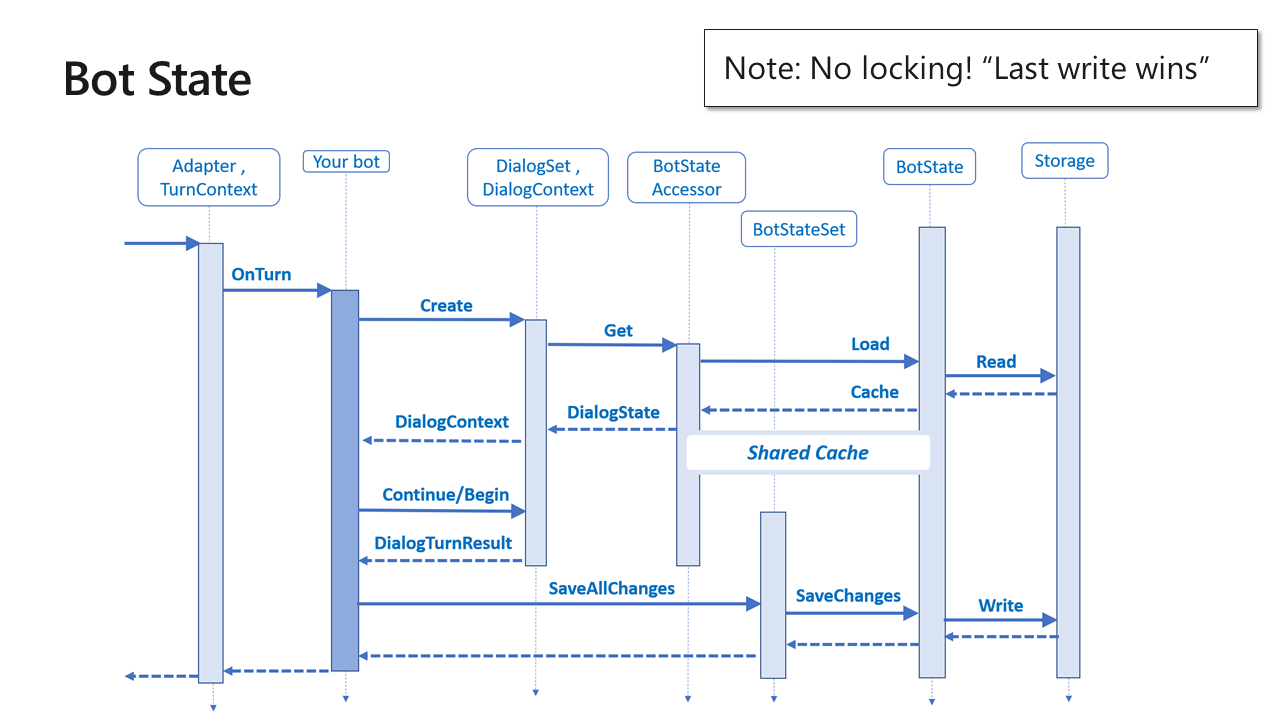 Bot State
Note: No locking! “Last write wins”
Adapter ,
TurnContext
Your bot
DialogSet ,
DialogContext
BotState
Accessor
BotStateSet
BotState
Storage
OnTurn
Create
Get
Load
Read
Cache
DialogState
DialogContext
Shared Cache
Continue/Begin
DialogTurnResult
SaveAllChanges
SaveChanges
Write